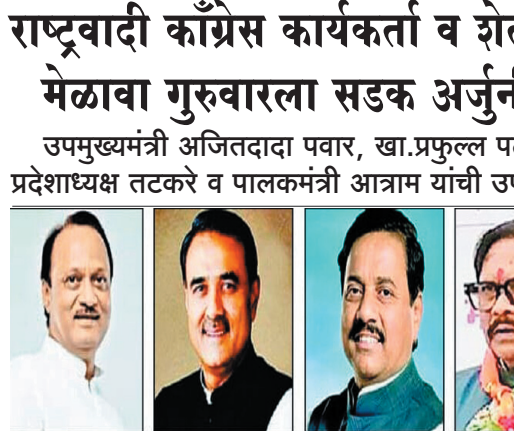 राष्ट्रवादी काँग्रेस कार्यकर्ता व
मेळावा गुरुवारला सडक
उपमुख्यमंत्री अजितदादा पवार, खा.प्रफुल्ल
प्रदेशाध्यक्ष तटकरे व पालकमंत्री आत्राम यांची